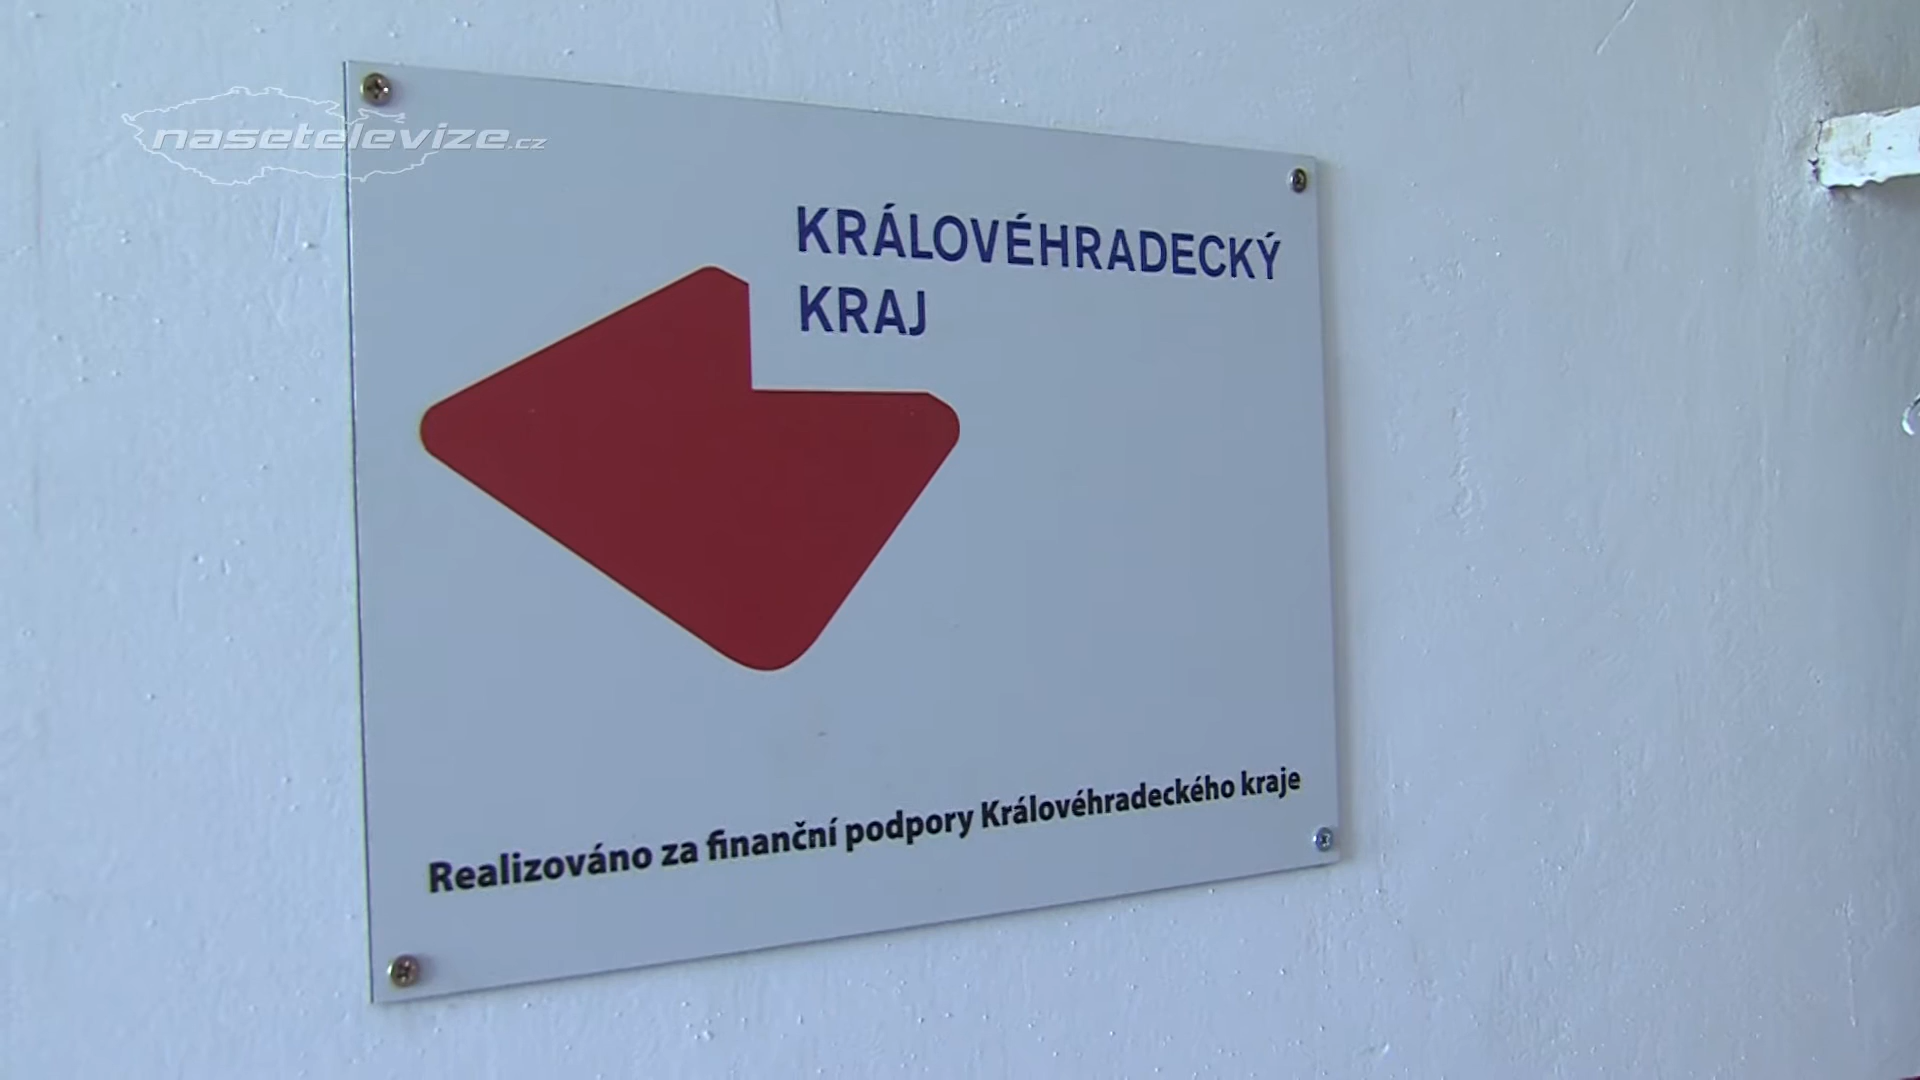 nasetelevize.cz
KRÁLOVÉHRADECKÝ
KRAJ
Realizováno za finanční podpory Královéhradeckého kraje